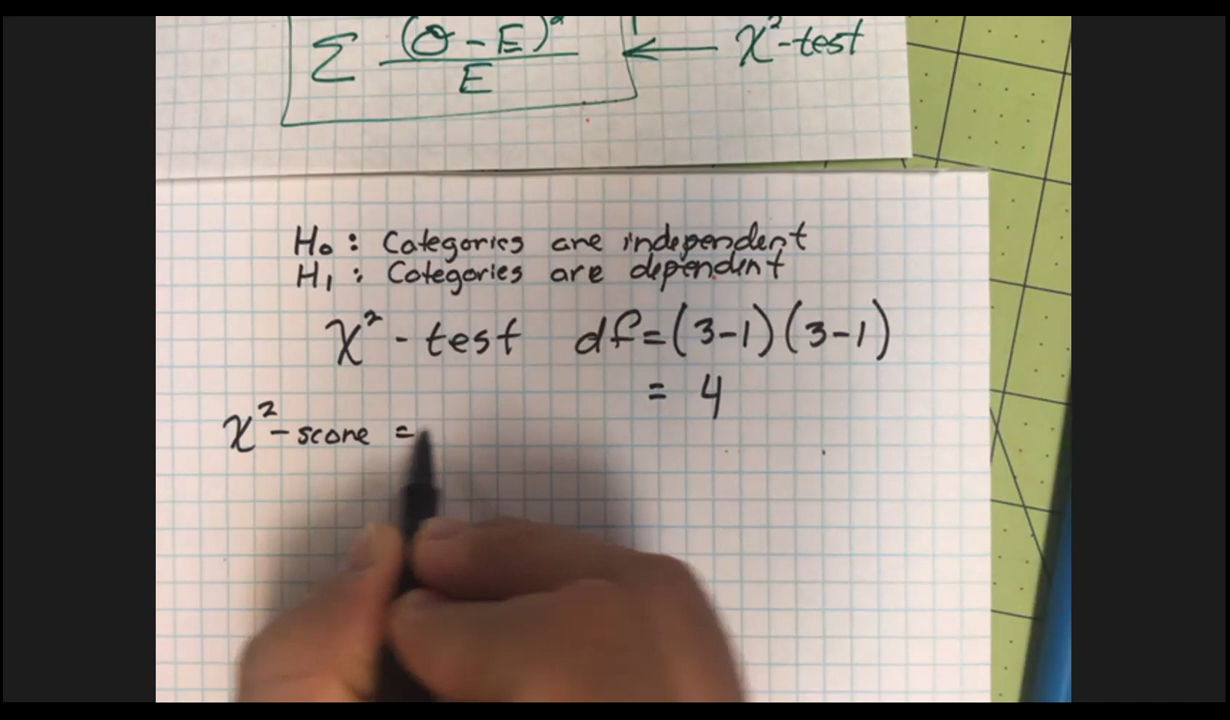 Σ (O - E)² / E ← χ²-test
H₀ : Categories are independent
H₁ : Categories are dependent
χ² - test df = (3-1)(3-1)
= 4
χ² - score =